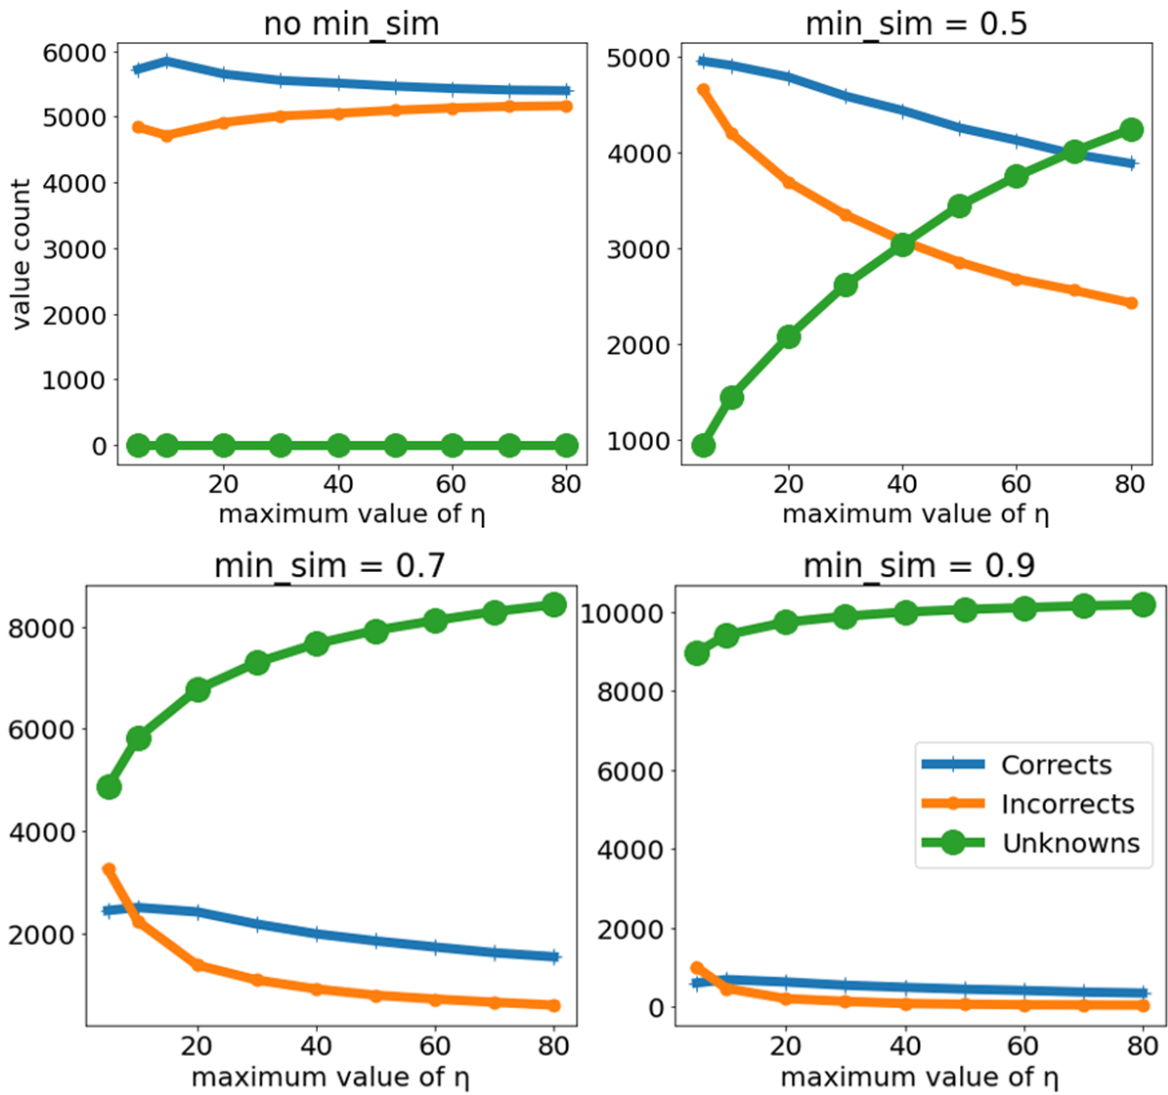 no min_sim
6000
5000
4000
3000
2000
1000
0
value count
20 40 60 80
maximum value of η
min_sim = 0.5
5000
4000
3000
2000
1000
20 40 60 80
maximum value of η
min_sim = 0.7
8000
6000
4000
2000
20 40 60 80
maximum value of η
min_sim = 0.9
10000
8000
6000
4000
2000
0
Corrects
Incorrects
Unknowns
20 40 60 80
maximum value of η